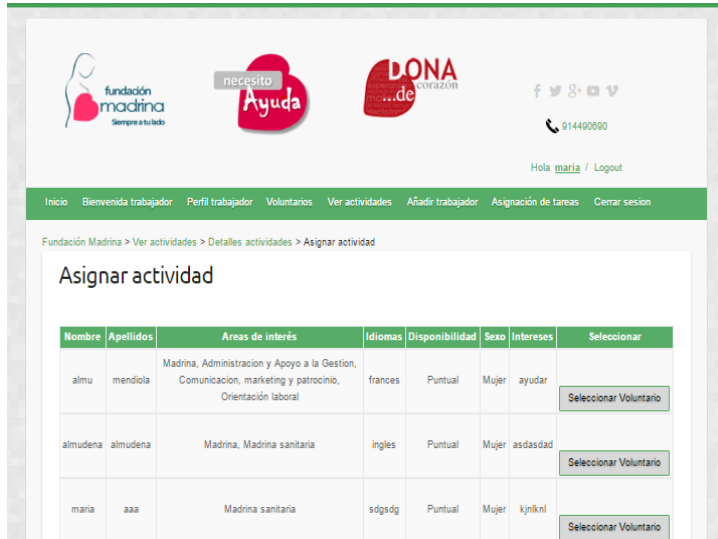 fundación
madrina
Siempre a tu lado
necesito
Ayuda
DONA
...de corazón
914490690
Hola maria / Logout
Inicio Bienvenida trabajador Perfil trabajador Voluntarios Ver actividades Añadir trabajador Asignación de tareas Cerrar sesion
Fundación Madrina > Ver actividades > Detalles actividades > Asignar actividad
Asignar actividad
Nombre Apellidos Areas de interés Idiomas Disponibilidad Sexo Intereses Seleccionar
almu mendiola Madrina, Administracion y Apoyo a la Gestion, Comunicacion, marketing y patrocinio, Orientación laboral frances Puntual Mujer ayudar Seleccionar Voluntario
almudena almudena Madrina, Madrina sanitaria ingles Puntual Mujer asdasdad Seleccionar Voluntario
maria aaa Madrina sanitaria sdgsdg Puntual Mujer kjnlknl Seleccionar Voluntario